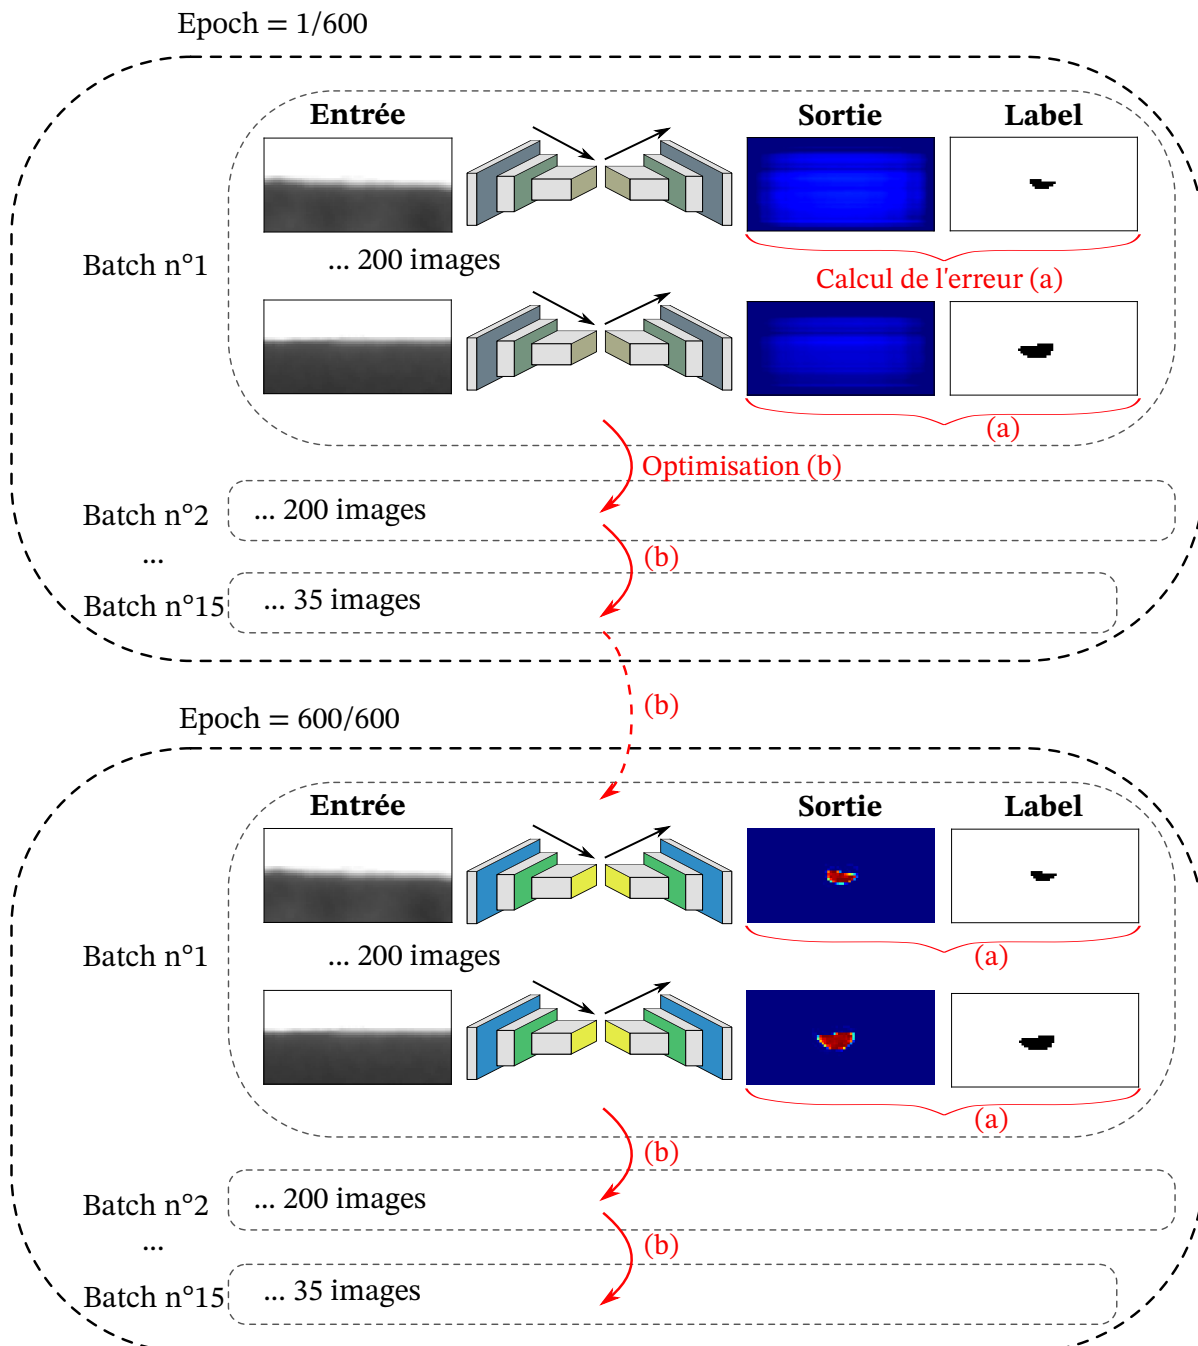 Epoch = 1/600
Entrée
Sortie
Label
Batch n°1
... 200 images
Calcul de l'erreur (a)
(a)
Optimisation (b)
Batch n°2
... 200 images
...
(b)
Batch n°15
... 35 images
(b)
Epoch = 600/600
Entrée
Sortie
Label
Batch n°1
... 200 images
(a)
(a)
(b)
Batch n°2
... 200 images
...
(b)
Batch n°15
... 35 images